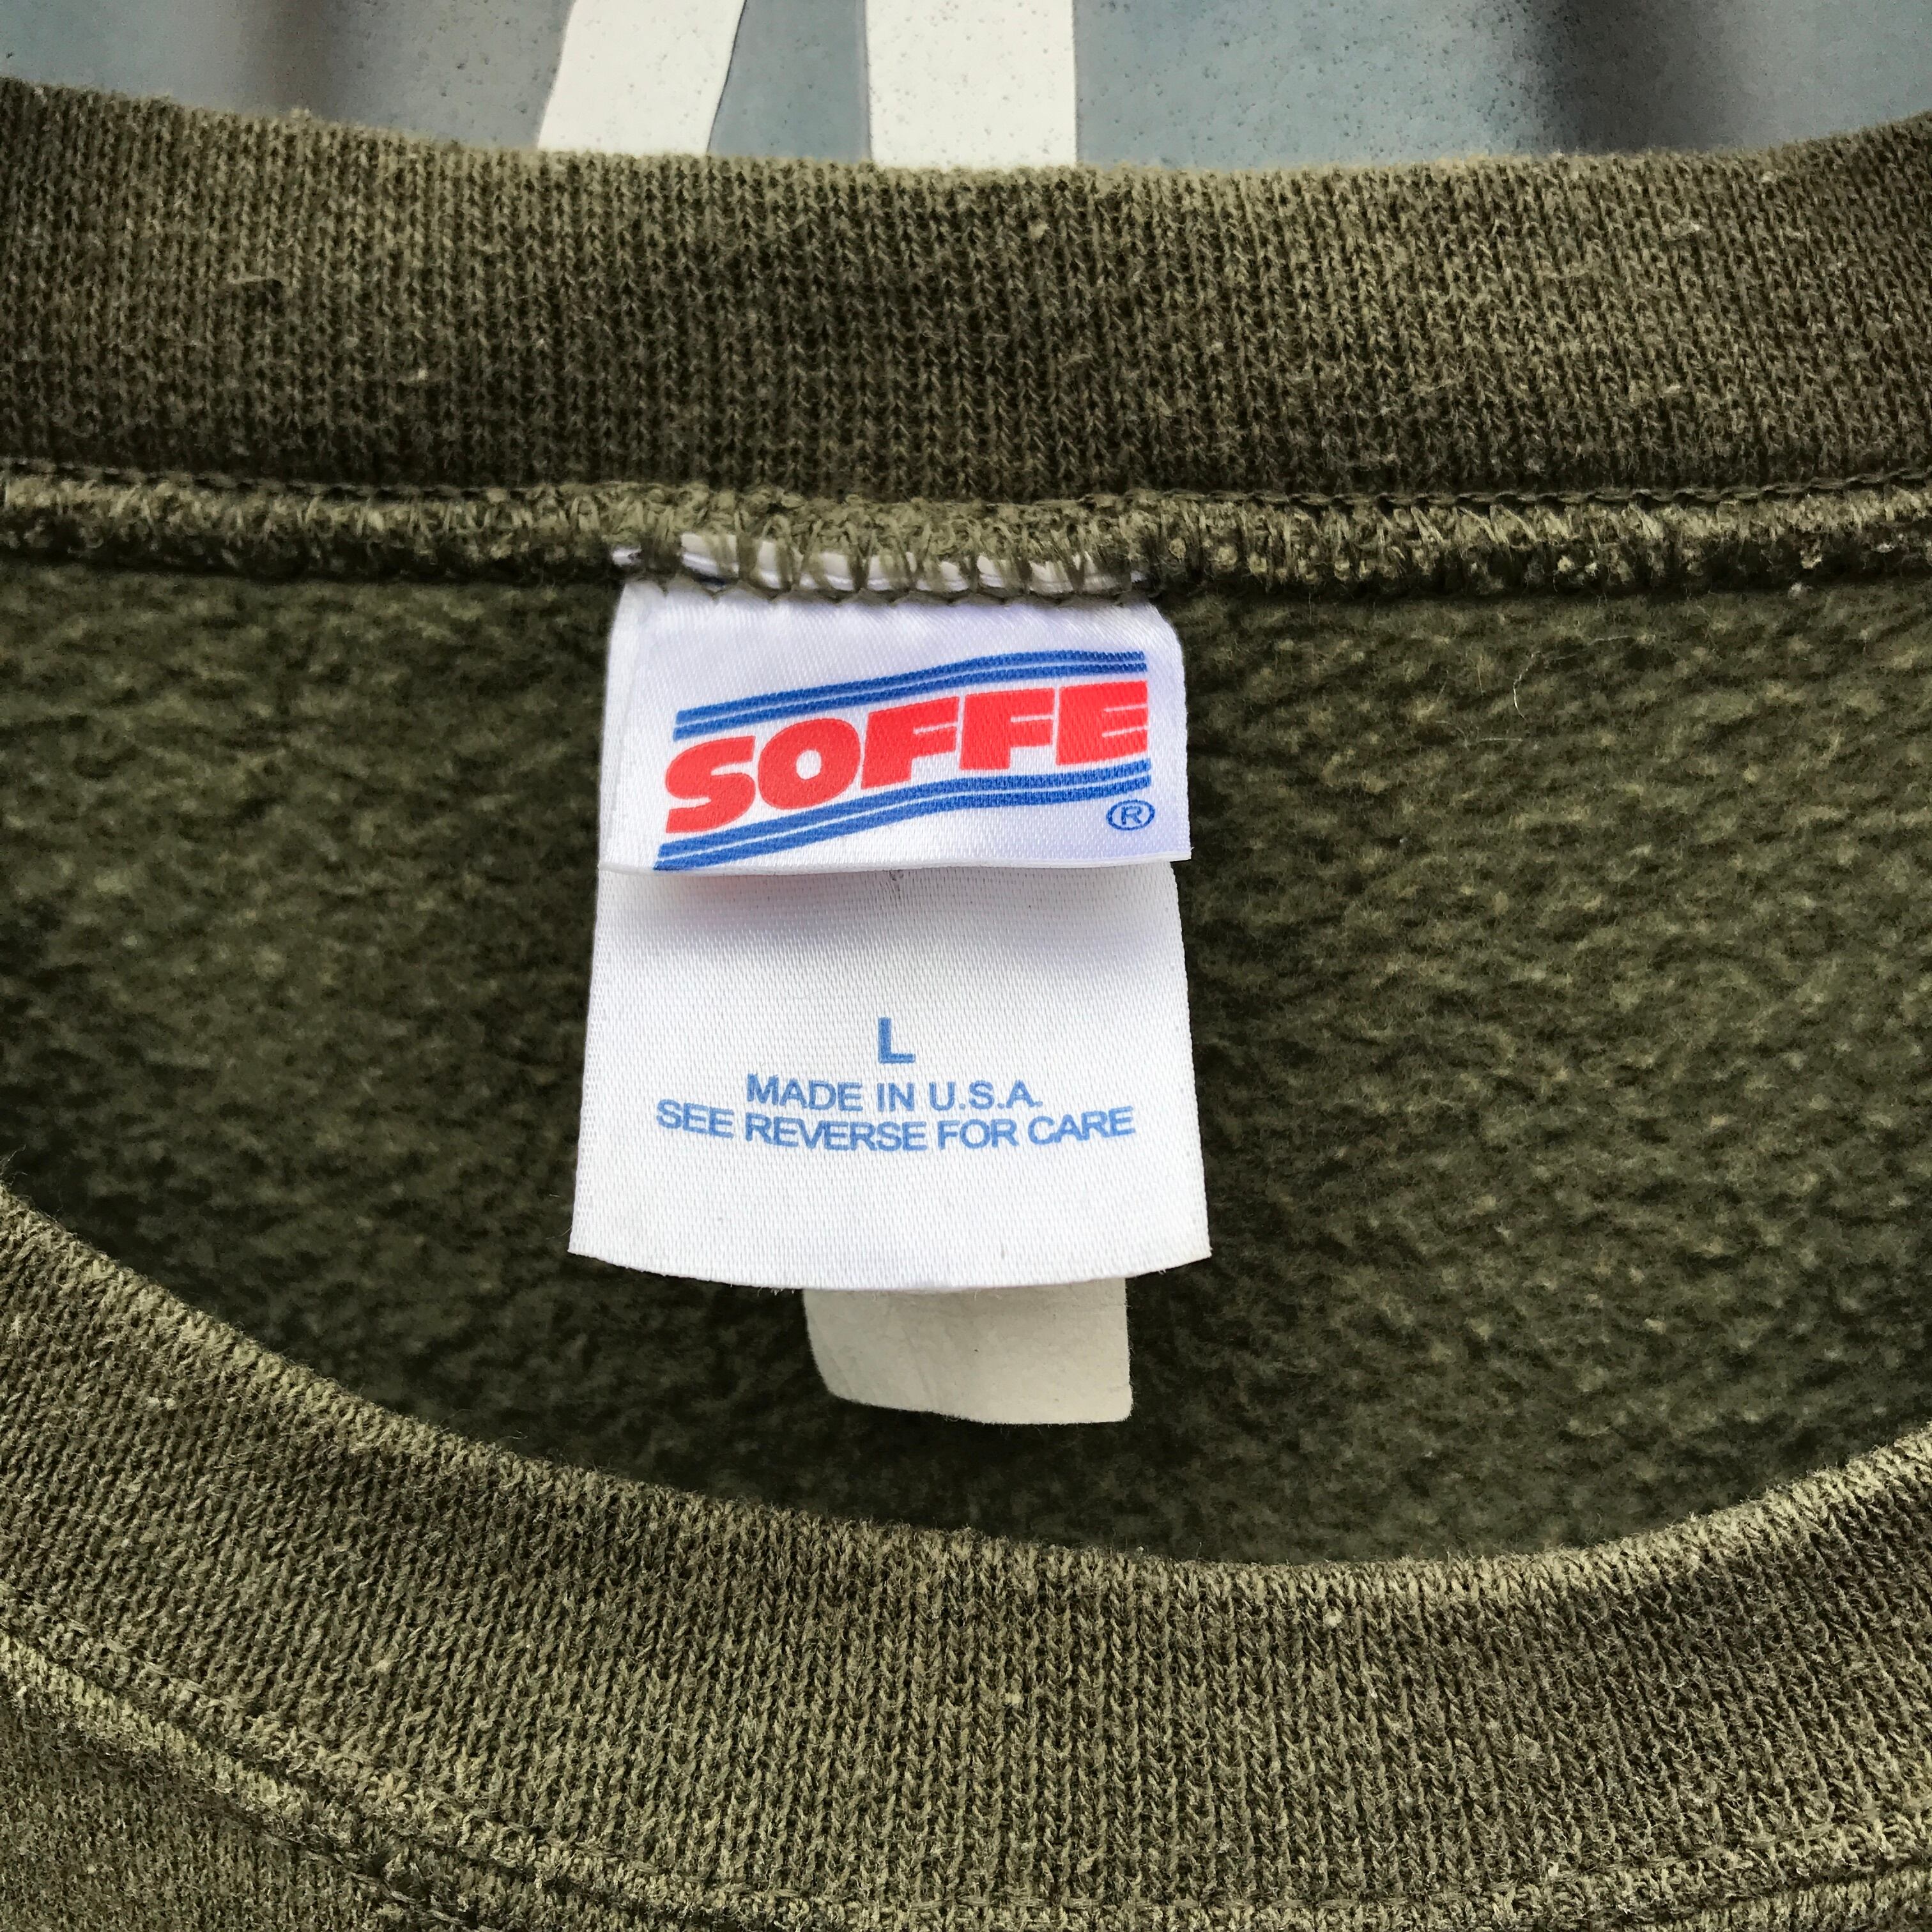 SOFFE
®
L
MADE IN U.S.A.
SEE REVERSE FOR CARE